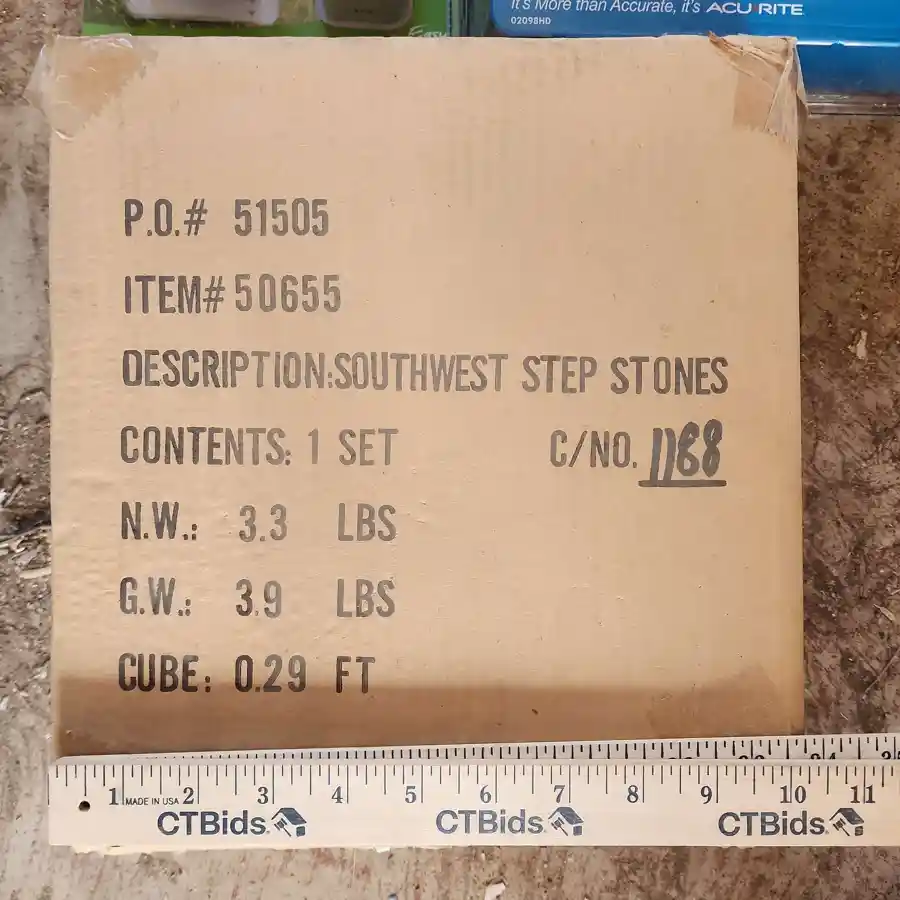 It's More than Accurate, it's ACU RITE
02098HD
Easy
P.O.# 51505
ITEM# 50655
DESCRIPTION:SOUTHWEST STEP STONES
CONTENTS: 1 SET C/NO. 1188
N.W.: 3.3 LBS
G.W.: 3.9 LBS
CUBE: 0.29 FT
1 MADE IN USA 2 3 4 5 6 7 8 9 10 11
CTBids. CTBids. CTBids.